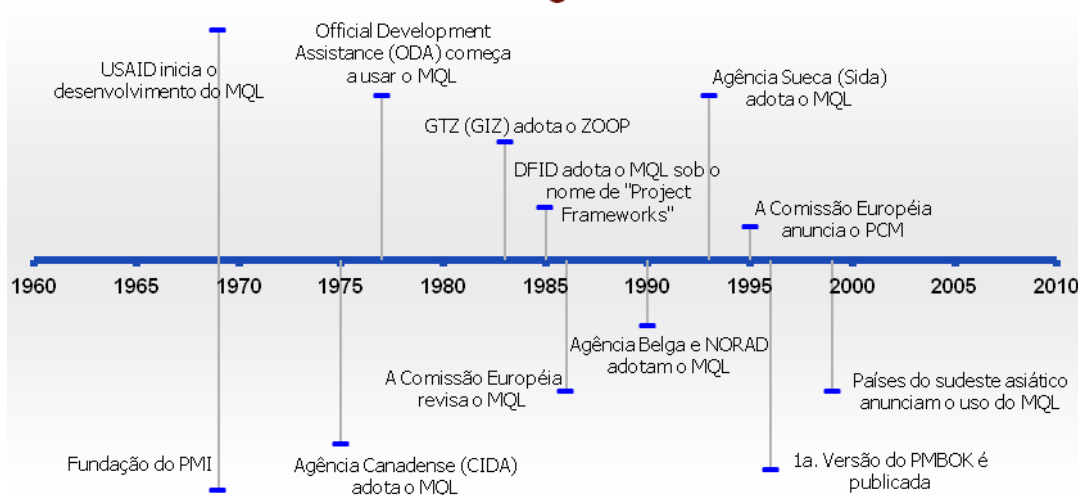 USAID inicia o
desenvolvimento do MQL
Official Development
Assistance (ODA) começa
a usar o MQL
GTZ (GIZ) adota o ZOOP
DFID adota o MQL sob o
nome de "Project
Frameworks"
Agência Sueca (Sida)
adota o MQL
A Comissão Européia
anuncia o PCM
1960 1965 1970 1975 1980 1985 1990 1995 2000 2005 2010
Fundação do PMI
Agência Canadense (CIDA)
adota o MQL
A Comissão Européia
revisa o MQL
Agência Belga e NORAD
adotam o MQL
1a. Versão do PMBOK é
publicada
Países do sudeste asiático
anunciam o uso do MQL